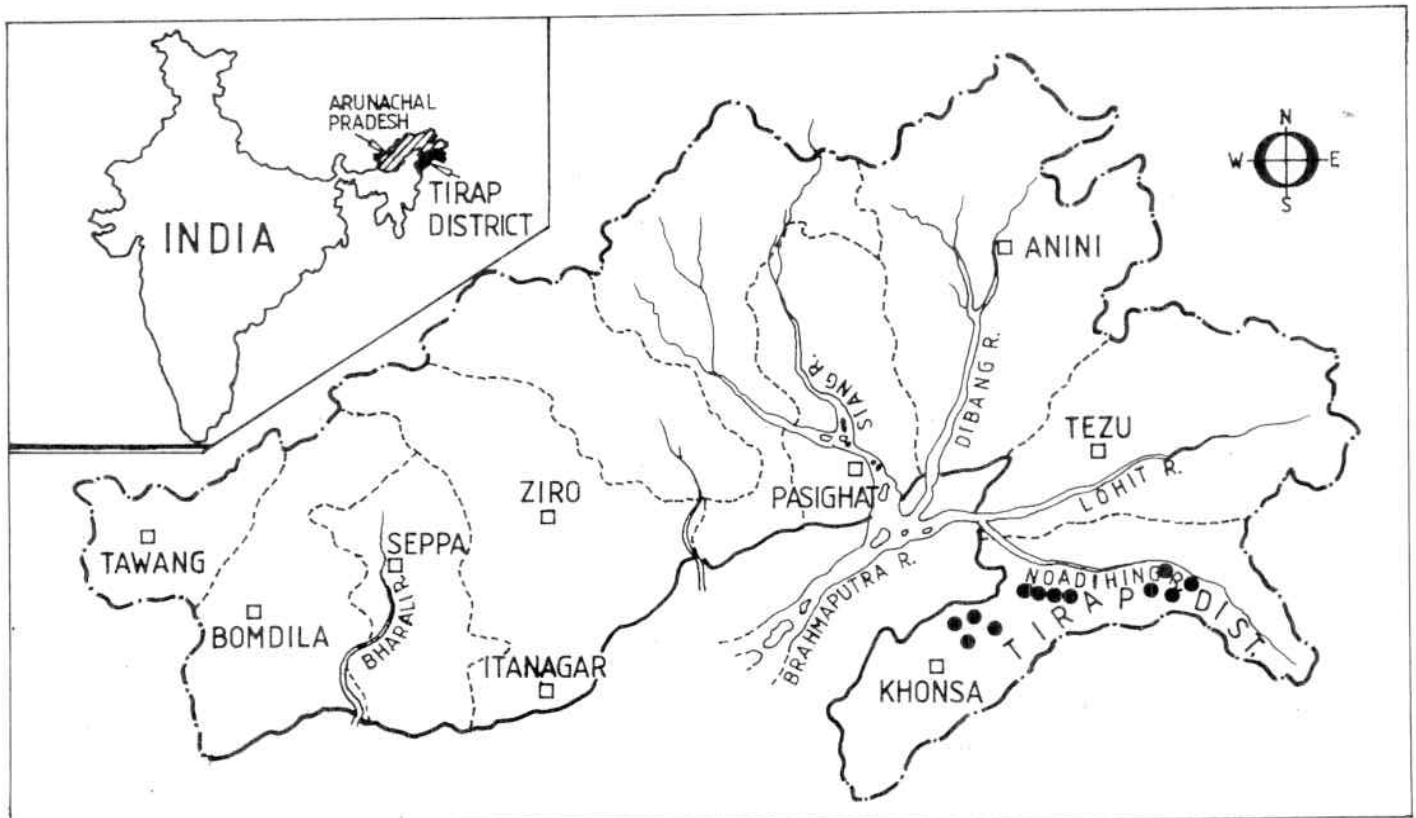 ARUNACHAL
PRADESH
TIRAP
DISTRICT
INDIA
N
W E
S
ANINI
SIANG R.
DIBANG R.
TEZU
LOHIT R.
PASIGHAT
ZIRO
SEPPA
TAWANG
BOMDILA
BHARALI R.
ITANAGAR
BRAHMAPUTRA R.
NOADIHING R.
TIRAP DIST
KHONSA